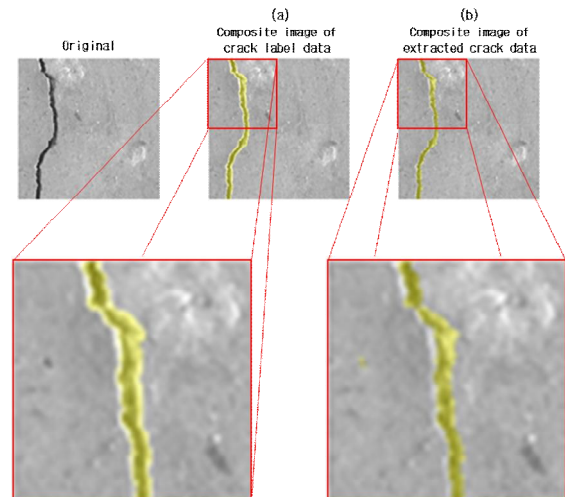 Original
(a)
Composite image of
crack label data
(b)
Composite image of
extracted crack data